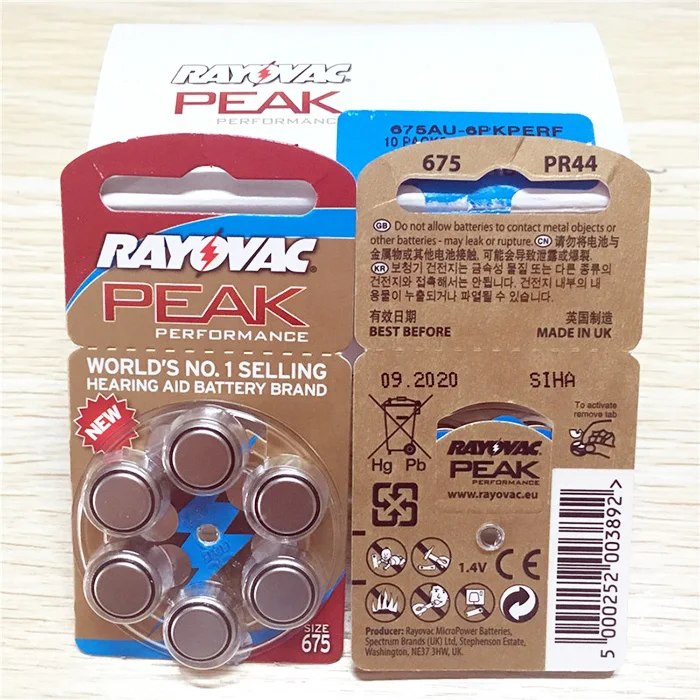 RAYOVAC
PEAK
PERFORMANCE
675AU-6PKPERF
RAYOVAC®
PEAK
PERFORMANCE
WORLD'S NO. 1 SELLING
HEARING AID BATTERY BRAND
NEW
SIZE
675
675 PR44
GB Do not allow batteries to contact metal objects or
other batteries - may leak or rupture. CN 请勿将电池与
金属物或其他电池接触, 可能会导致泄露或爆裂.
KR 보청기 건전지는 금속성 물질 또는 다른 종류의
건전지와 접촉해서는 안됩니다. 건전지 내부의 내
용물이 누출되거나 파열될 수 있습니다.
有效日期 英国制造
BEST BEFORE MADE IN UK
09.2020 SIHA
To activate
remove tab
Hg Pb
RAYOVAC
PEAK
PERFORMANCE
www.rayovac.eu
1.4V CE
Producer: Rayovac MicroPower Batteries,
Spectrum Brands (UK) Ltd, Stephenson Estate,
Washington, NE37 3HW, UK.
5 000252 003892 >